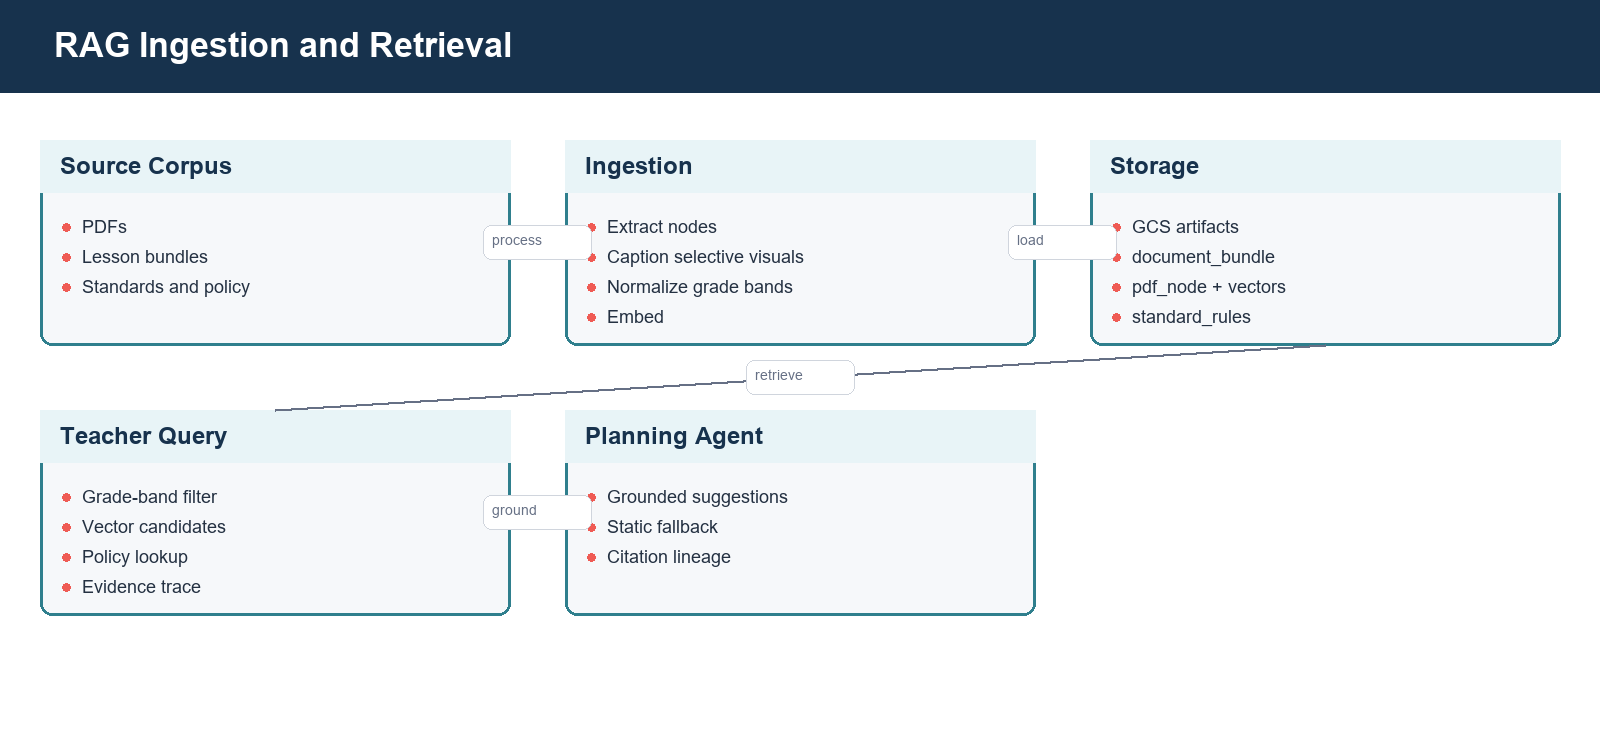 RAG Ingestion and Retrieval
Source Corpus
PDFs
Lesson bundles
Standards and policy
process
Ingestion
Extract nodes
Caption selective visuals
Normalize grade bands
Embed
load
Storage
GCS artifacts
document_bundle
pdf_node + vectors
standard_rules
retrieve
Teacher Query
Grade-band filter
Vector candidates
Policy lookup
Evidence trace
ground
Planning Agent
Grounded suggestions
Static fallback
Citation lineage